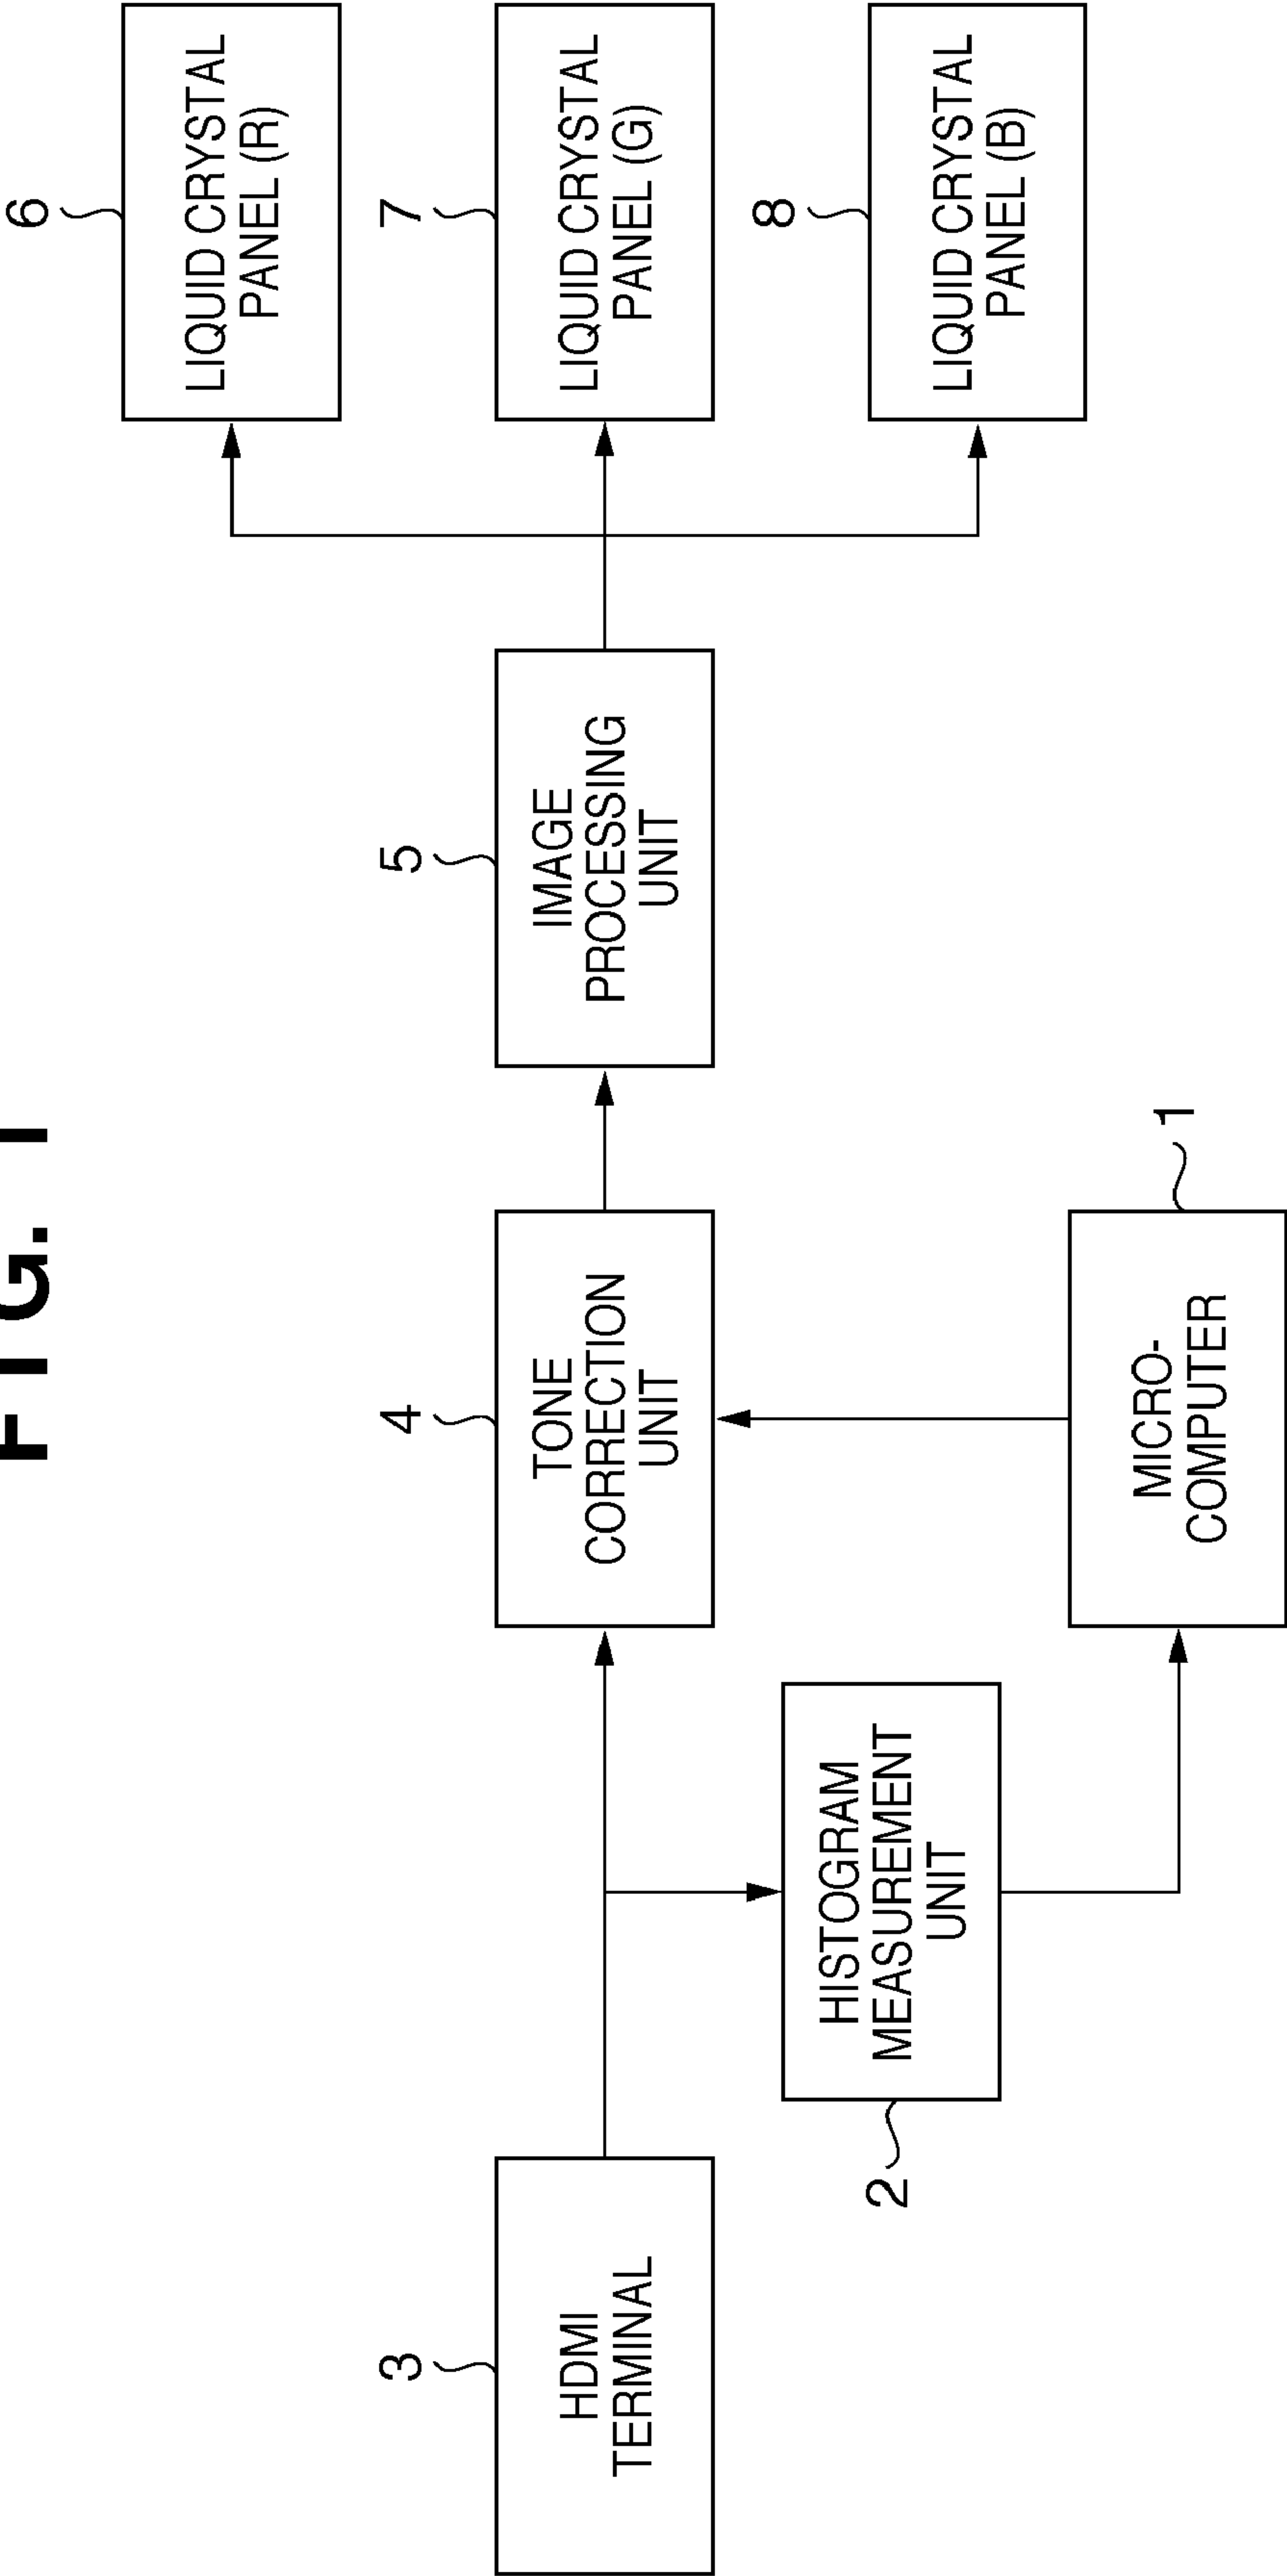 FIG. 1
6
LIQUID CRYSTAL
PANEL (R)
3
HDMI
TERMINAL
4
TONE
CORRECTION
UNIT
5
IMAGE
PROCESSING
UNIT
7
LIQUID CRYSTAL
PANEL (G)
2
HISTOGRAM
MEASUREMENT
UNIT
8
LIQUID CRYSTAL
PANEL (B)
1
MICRO-
COMPUTER